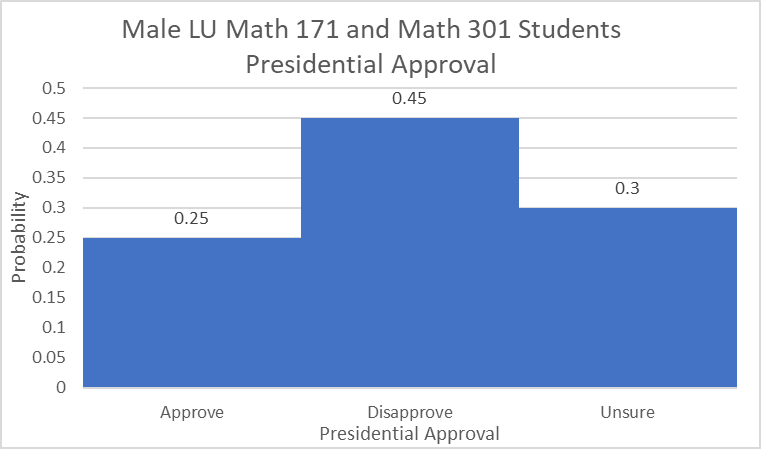 Male LU Math 171 and Math 301 Students
Presidential Approval
0.5
0.45
0.4
0.35
0.3
0.25
0.2
0.15
0.1
0.05
0
Probability
0.25
0.45
0.3
Approve
Disapprove
Unsure
Presidential Approval